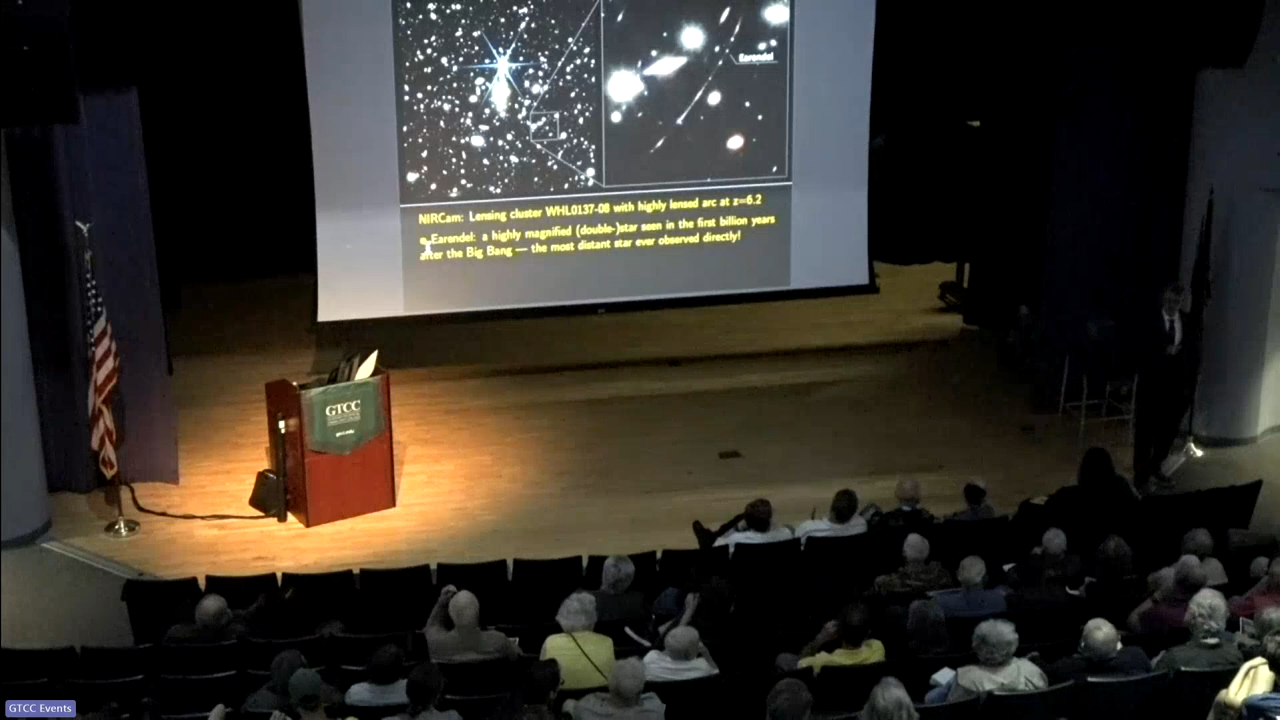 Earendel
NIRCam: Lensing cluster WHL0137-08 with highly lensed arc at z=6.2
Earendel: a highly magnified (double-)star seen in the first billion years
after the Big Bang — the most distant star ever observed directly!
GTCC
GTCC Events